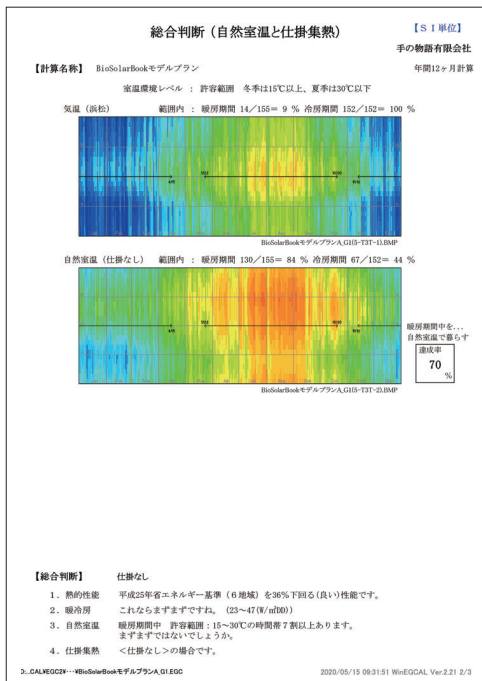 総合判断（自然室温と仕掛集熱）
【ＳＩ単位】
手の物語有限会社
【計算名称】 BioSolarBookモデルプラン
年間12ヶ月計算
室温環境レベル ： 許容範囲 冬季は15℃以上、夏季は30℃以下
気温（浜松） 範囲内 ： 暖房期間 14／155＝ 9 ％ 冷房期間 152／152＝ 100 ％
BioSolarBookモデルプランA_G1(5-T3T-1).BMP
自然室温（仕掛なし） 範囲内 ： 暖房期間 130／155＝ 84 ％ 冷房期間 67／152＝ 44 ％
暖房期間中を...
自然室温で暮らす
達成率
70
％
BioSolarBookモデルプランA_G1(5-T3T-2).BMP
【総合判断】 仕掛なし
１．熱的性能 平成25年省エネルギー基準（６地域）を36％下回る(良い)性能です。
２．暖冷房 これならまずまずですね。（23～47(W/㎡DD)）
３．自然室温 暖房期間中 許容範囲：15～30℃の時間帯７割以上あります。
まずまずではないでしょうか。
４．仕掛集熱 ＜仕掛なし＞の場合です。
D:...CAL¥EGC2¥･･･¥BioSolarBookモデルプランA_G1.EGC
2020/05/15 09:31:51 WinEGCAL Ver.2.21 2/3